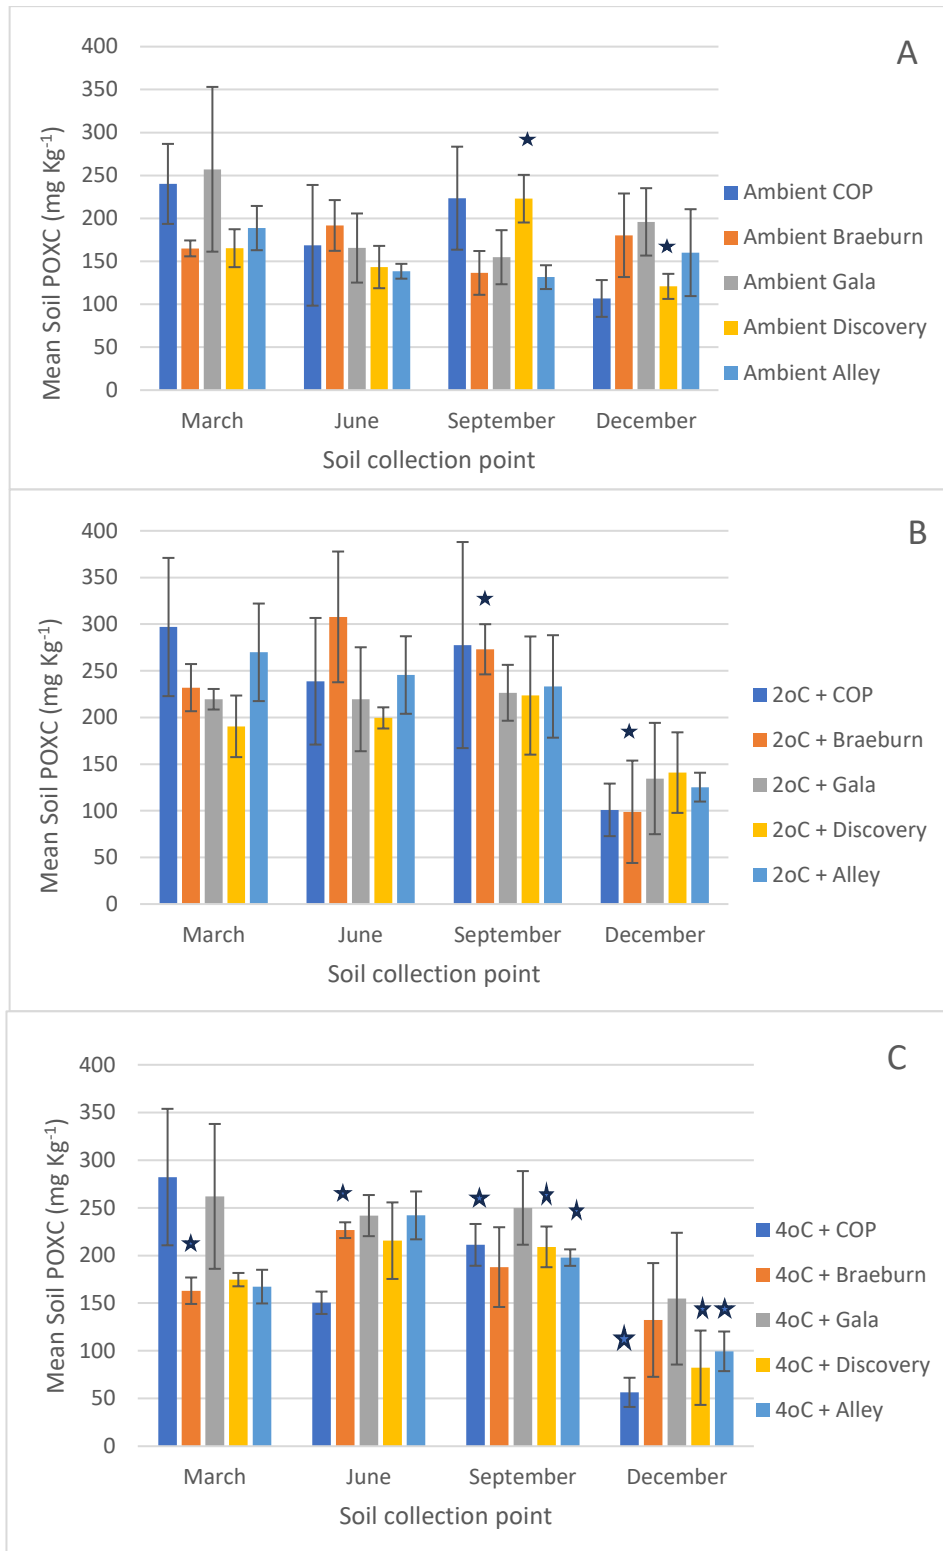 A
400
350
300
250
200
150
100
50
0
Mean Soil POXC (mg Kg⁻¹)
March June September December
Soil collection point
Ambient COP
Ambient Braeburn
Ambient Gala
Ambient Discovery
Ambient Alley
B
400
350
300
250
200
150
100
50
0
Mean Soil POXC (mg Kg⁻¹)
March June September December
Soil collection point
2oC + COP
2oC + Braeburn
2oC + Gala
2oC + Discovery
2oC + Alley
C
400
350
300
250
200
150
100
50
0
Mean Soil POXC (mg Kg⁻¹)
March June September December
Soil collection point
4oC + COP
4oC + Braeburn
4oC + Gala
4oC + Discovery
4oC + Alley